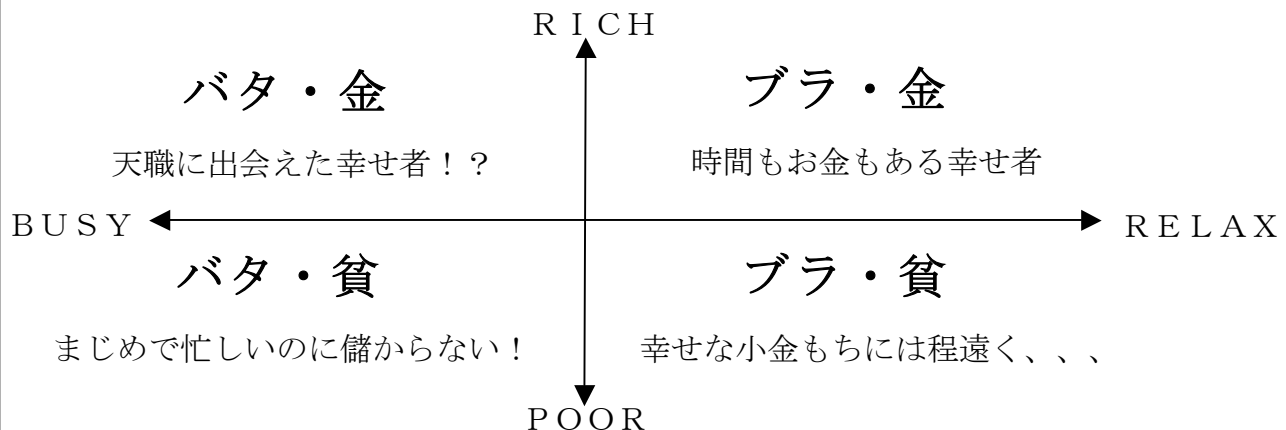 ＲＩＣＨ
バタ・金
ブラ・金
天職に出会えた幸せ者！？
時間もお金もある幸せ者
ＢＵＳＹ
ＲＥＬＡＸ
バタ・貧
ブラ・貧
まじめで忙しいのに儲からない！
幸せな小金もちには程遠く、、、
ＰＯＯＲ